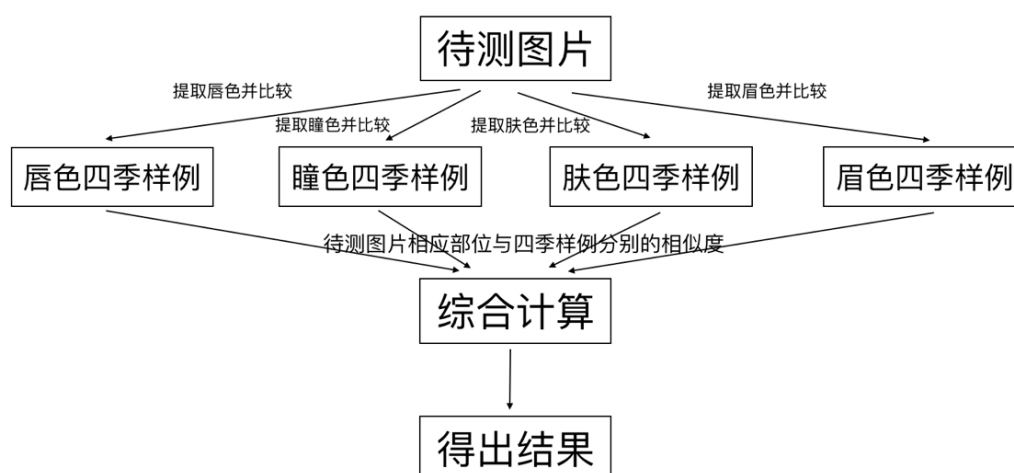 待测图片
提取唇色并比较
提取瞳色并比较
提取肤色并比较
提取眉色并比较
唇色四季样例
瞳色四季样例
肤色四季样例
眉色四季样例
待测图片相应部位与四季样例分别的相似度
综合计算
得出结果